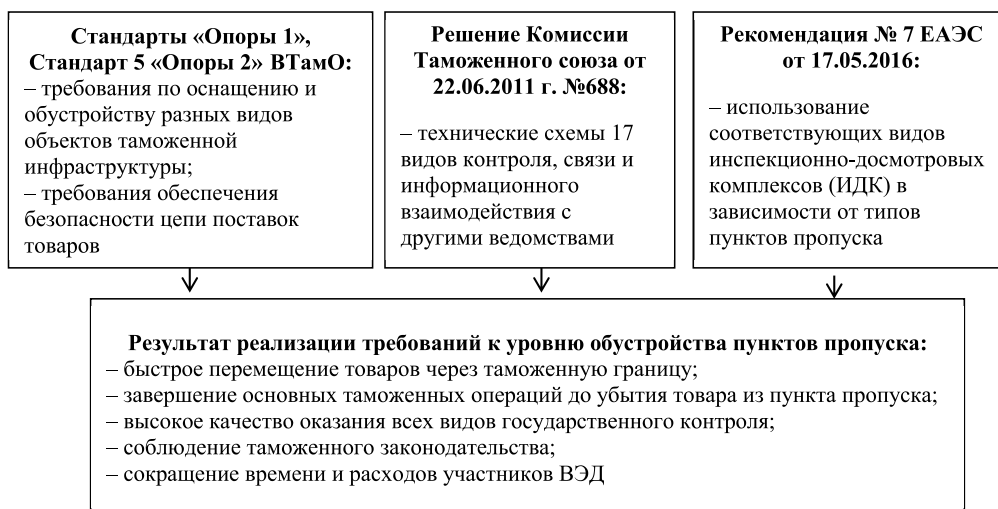 Стандарты «Опоры 1»,
Стандарт 5 «Опоры 2» ВТамО:
– требования по оснащению и
обустройству разных видов
объектов таможенной
инфраструктуры;
– требования обеспечения
безопасности цепи поставок
товаров
Решение Комиссии
Таможенного союза от
22.06.2011 г. №688:
– технические схемы 17
видов контроля, связи и
информационного
взаимодействия с
другими ведомствами
Рекомендация № 7 ЕАЭС
от 17.05.2016:
– использование
соответствующих видов
инспекционно-досмотровых
комплексов (ИДК) в
зависимости от типов
пунктов пропуска
Результат реализации требований к уровню обустройства пунктов пропуска:
– быстрое перемещение товаров через таможенную границу;
– завершение основных таможенных операций до убытия товара из пункта пропуска;
– высокое качество оказания всех видов государственного контроля;
– соблюдение таможенного законодательства;
– сокращение времени и расходов участников ВЭД